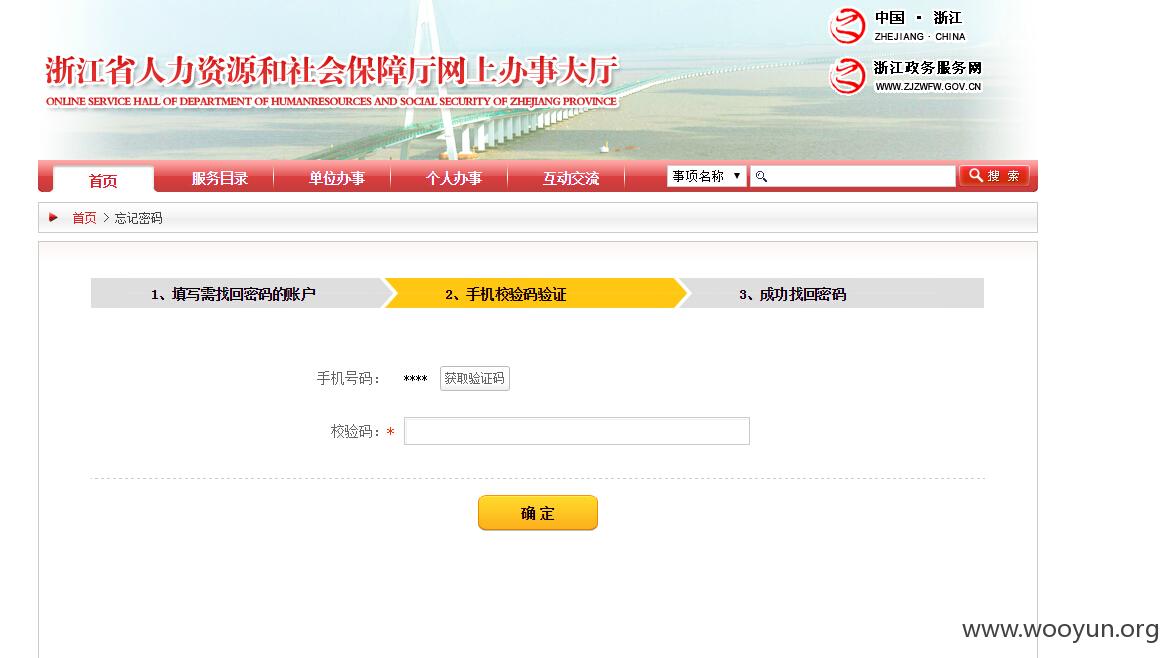 中国 · 浙江
ZHEJIANG · CHINA
浙江省人力资源和社会保障厅网上办事大厅
ONLINE SERVICE HALL OF DEPARTMENT OF HUMANRESOURCES AND SOCIAL SECURITY OF ZHEJIANG PROVINCE
浙江政务服务网
WWW.ZJZWFW.GOV.CN
首页 服务目录 单位办事 个人办事 互动交流 事项名称 搜 索
首页 > 忘记密码
1、填写需找回密码的账户 2、手机校验码验证 3、成功找回密码
手机号码： **** 获取验证码
校验码：*
确 定
www.wooyun.org